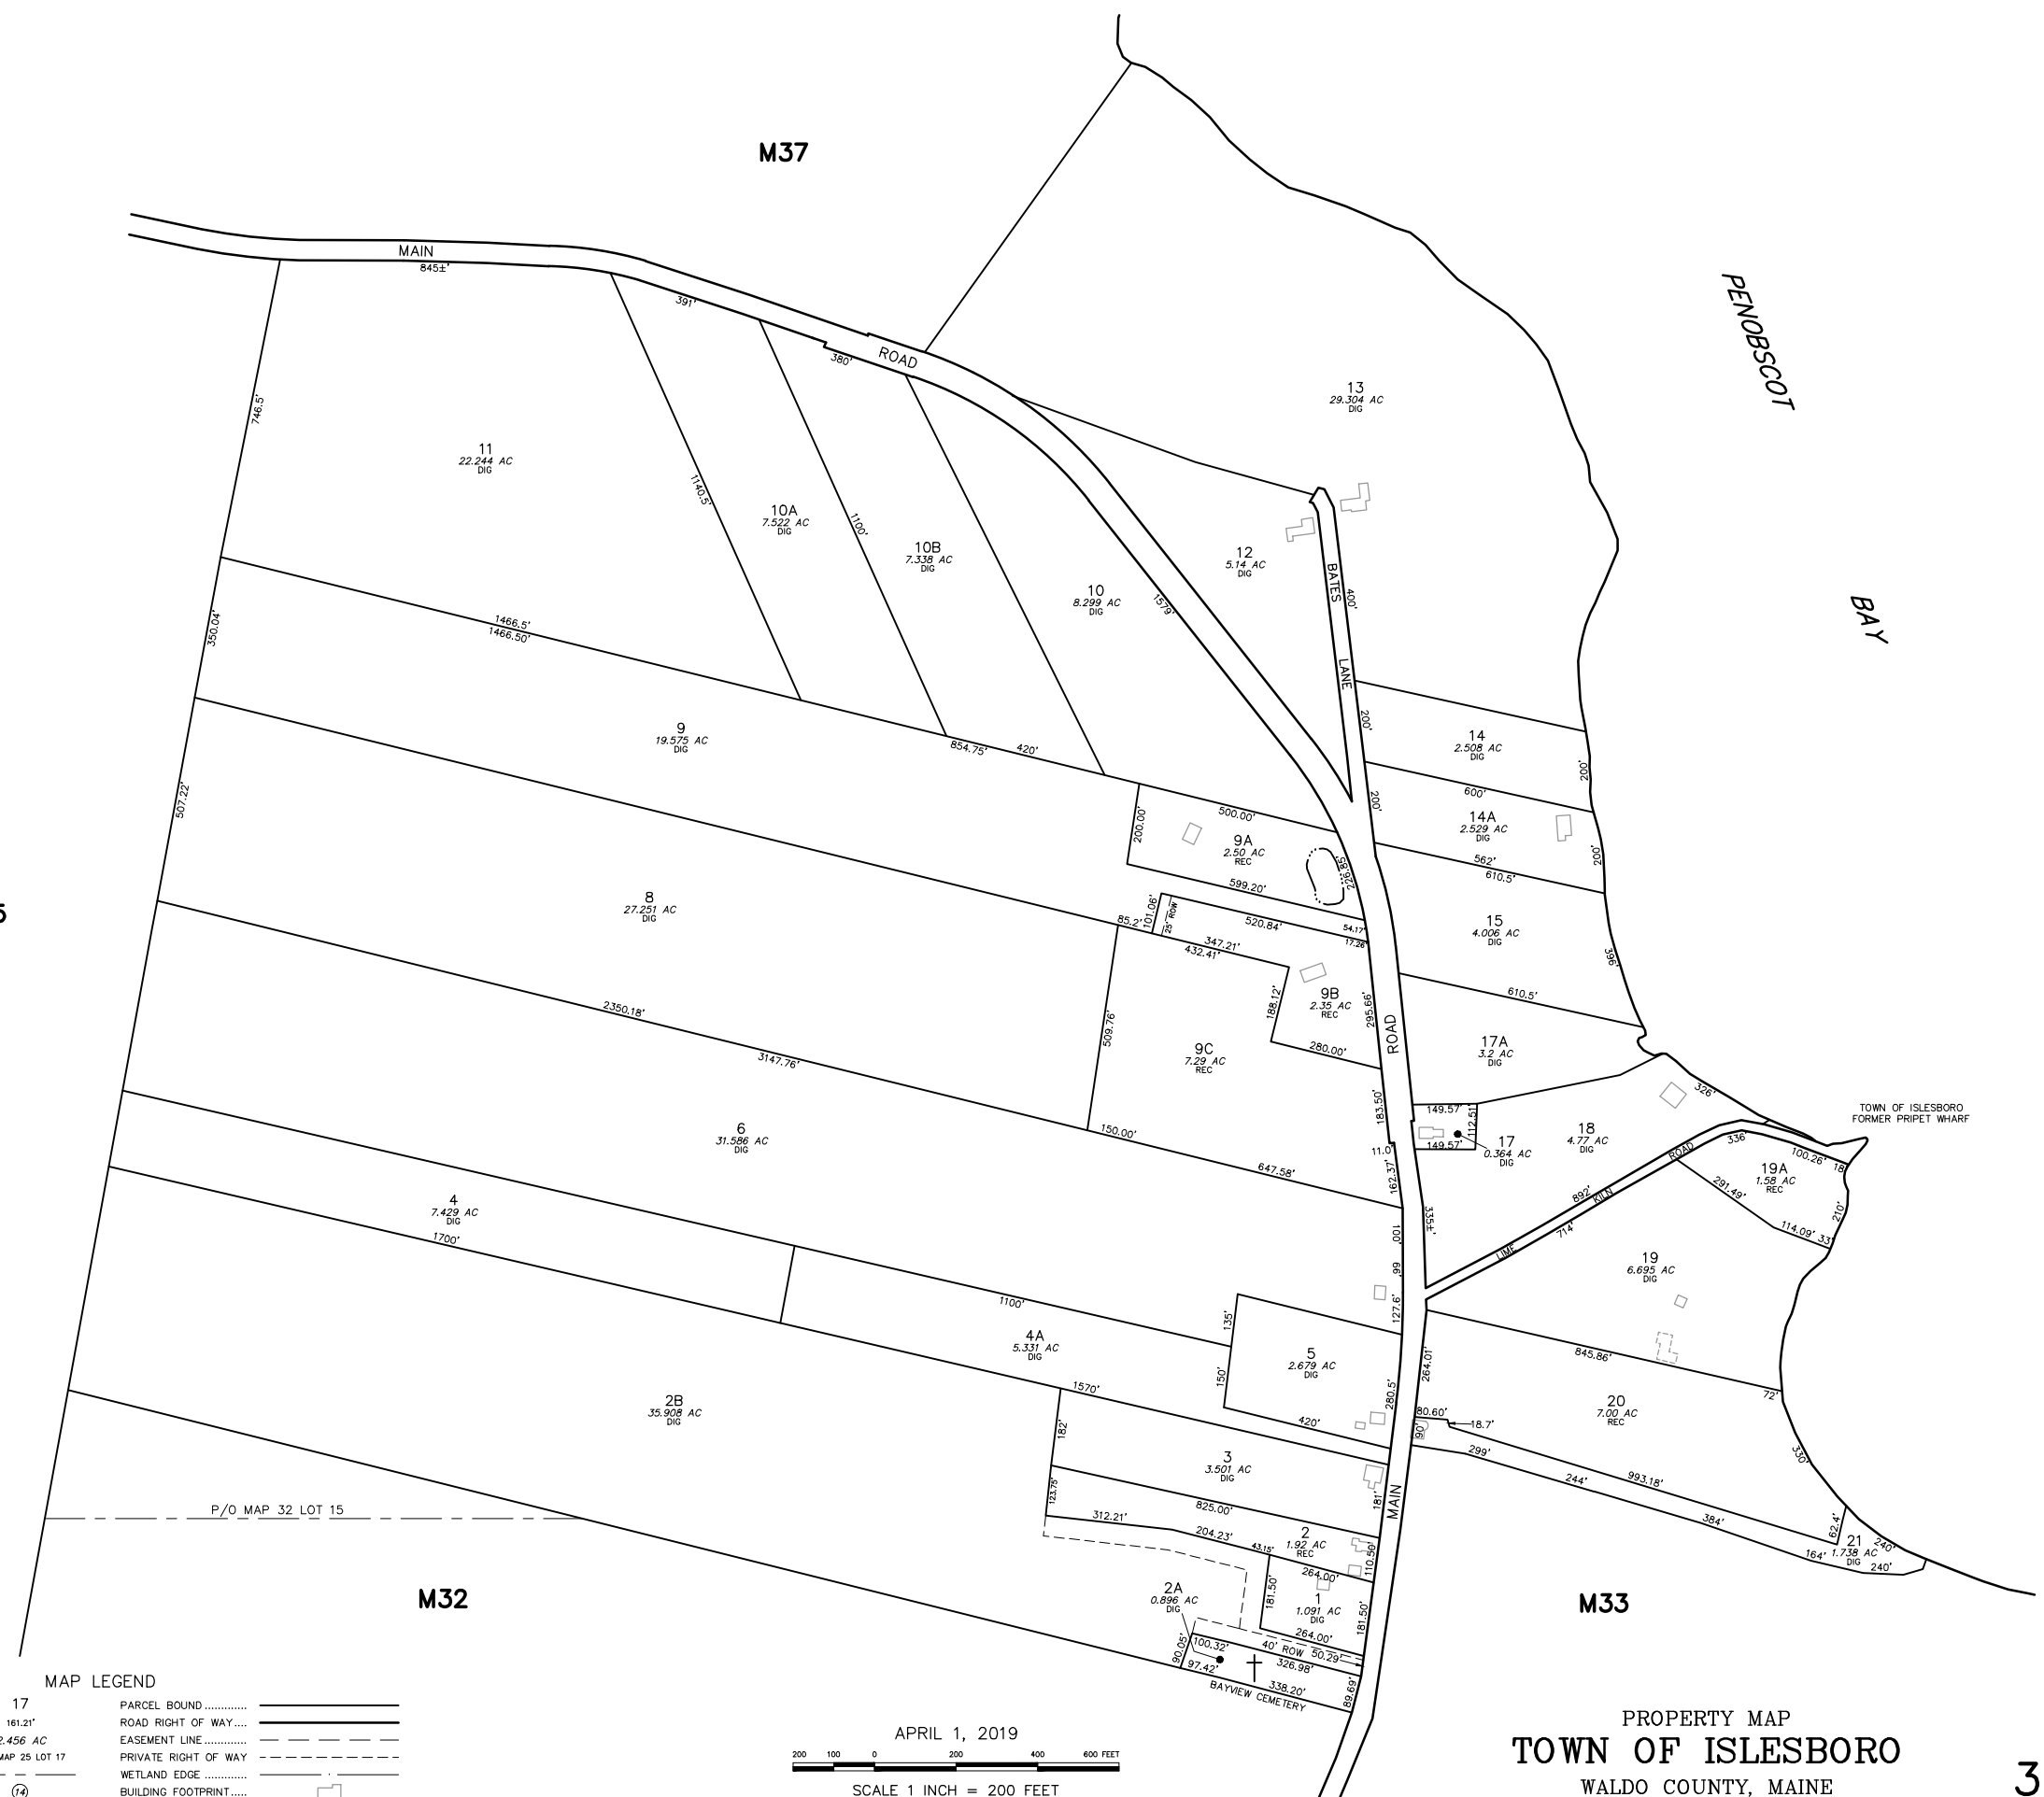 M37
PENOBSCOT
BAY
MAIN
845±'
391'
380'
ROAD
746.5'
11
22.244 AC
DIG
1140.5'
10A
7.522 AC
DIG
1100'
10B
7.338 AC
DIG
10
8.299 AC
DIG
1579'
13
29.304 AC
DIG
12
5.14 AC
DIG
BATES
LANE
400'
200'
200'
350.04'
1466.5'
1466.50'
9
19.575 AC
DIG
854.75'
420'
14
2.508 AC
DIG
200'
600'
14A
2.529 AC
DIG
200'
562'
610.5'
507.22'
200.00'
500.00'
9A
2.50 AC
REC
226.85'
599.20'
8
27.251 AC
DIG
85.2'
101.06'
25' ROW
520.84'
54.17'
17.26'
347.21'
432.41'
15
4.006 AC
DIG
396'
610.5'
9B
2.35 AC
REC
188.12'
295.66'
280.00'
ROAD
2350.18'
3147.76'
509.76'
9C
7.29 AC
REC
17A
3.2 AC
DIG
183.50'
149.57'
112.51'
149.57'
17
0.364 AC
DIG
18
4.77 AC
DIG
326'
TOWN OF ISLESBORO
FORMER PRIPET WHARF
336'
100.26'
18'
19A
1.58 AC
REC
210'
291.49'
114.09'
33'
6
31.586 AC
DIG
150.00'
647.58'
11.0'
162.37'
335±'
892'
LIME
KILN
ROAD
714'
4
7.429 AC
DIG
1700'
100'
66'
127.6'
19
6.695 AC
DIG
1100'
135'
150'
4A
5.331 AC
DIG
5
2.679 AC
DIG
280.5'
264.01'
845.86'
72'
2B
35.908 AC
DIG
1570'
420'
20
7.00 AC
REC
80.60'
18.7'
90'
299'
330'
182'
3
3.501 AC
DIG
181'
244'
993.18'
384'
P/O MAP 32 LOT 15
123.75'
825.00'
MAIN
312.21'
204.23'
43.15'
2
1.92 AC
REC
110.50'
264.00'
62.4'
21
1.738 AC
DIG
240'
164'
240'
M32
2A
0.896 AC
DIG
181.50'
1
1.091 AC
DIG
181.50'
264.00'
M33
90.05'
100.32'
40' ROW
50.29'
326.98'
97.42'
338.20'
89.69'
BAYVIEW CEMETERY
MAP LEGEND
17
161.21'
2.456 AC
MAP 25 LOT 17
14
PARCEL BOUND............
ROAD RIGHT OF WAY....
EASEMENT LINE............
PRIVATE RIGHT OF WAY
WETLAND EDGE ............
BUILDING FOOTPRINT.....
APRIL 1, 2019
200 100 0 200 400 600 FEET
SCALE 1 INCH = 200 FEET
PROPERTY MAP
TOWN OF ISLESBORO
WALDO COUNTY, MAINE
3